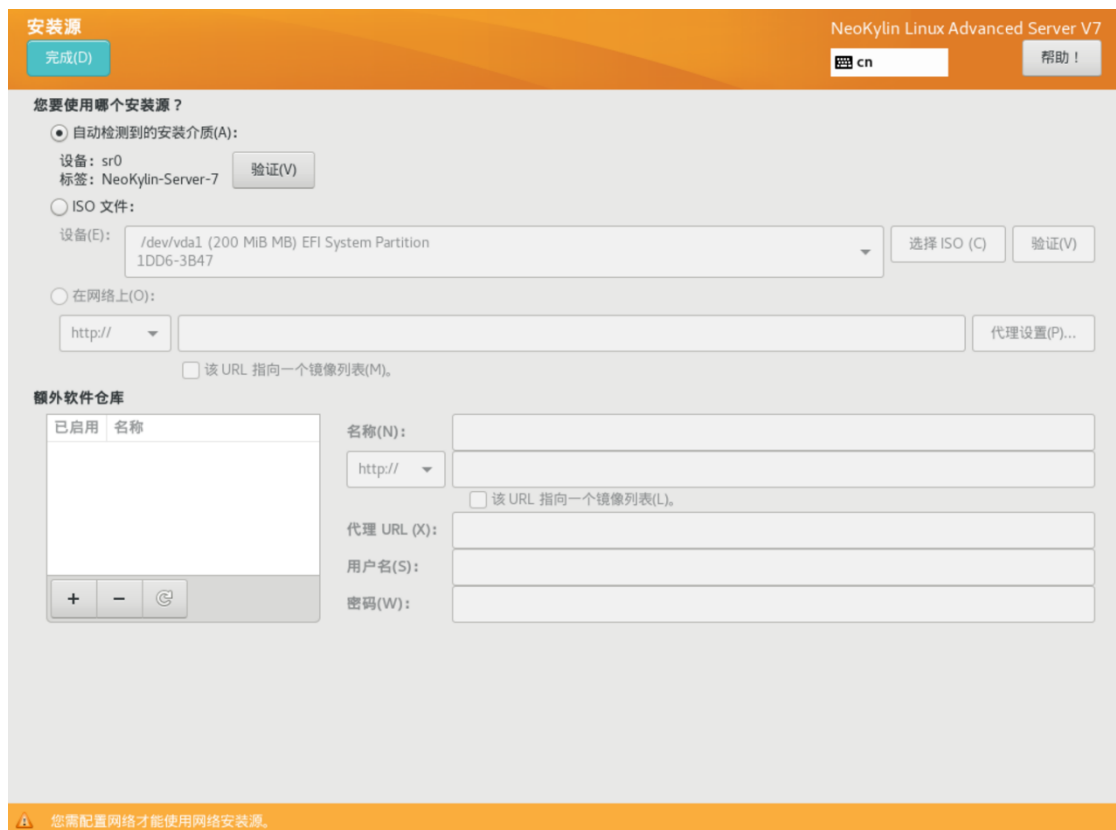 安装源
NeoKylin Linux Advanced Server V7
完成(D)
cn
帮助！
您要使用哪个安装源？
自动检测到的安装介质(A):
设备: sr0
标签: NeoKylin-Server-7
验证(V)
ISO 文件:
设备(E):
/dev/vda1 (200 MiB MB) EFI System Partition
1DD6-3B47
选择 ISO (C)
验证(V)
在网络上(O):
http://
代理设置(P)...
该 URL 指向一个镜像列表(M)。
额外软件仓库
已启用 名称
名称(N):
http://
该 URL 指向一个镜像列表(L)。
代理 URL (X):
用户名(S):
密码(W):
您需配置网络才能使用网络安装源。